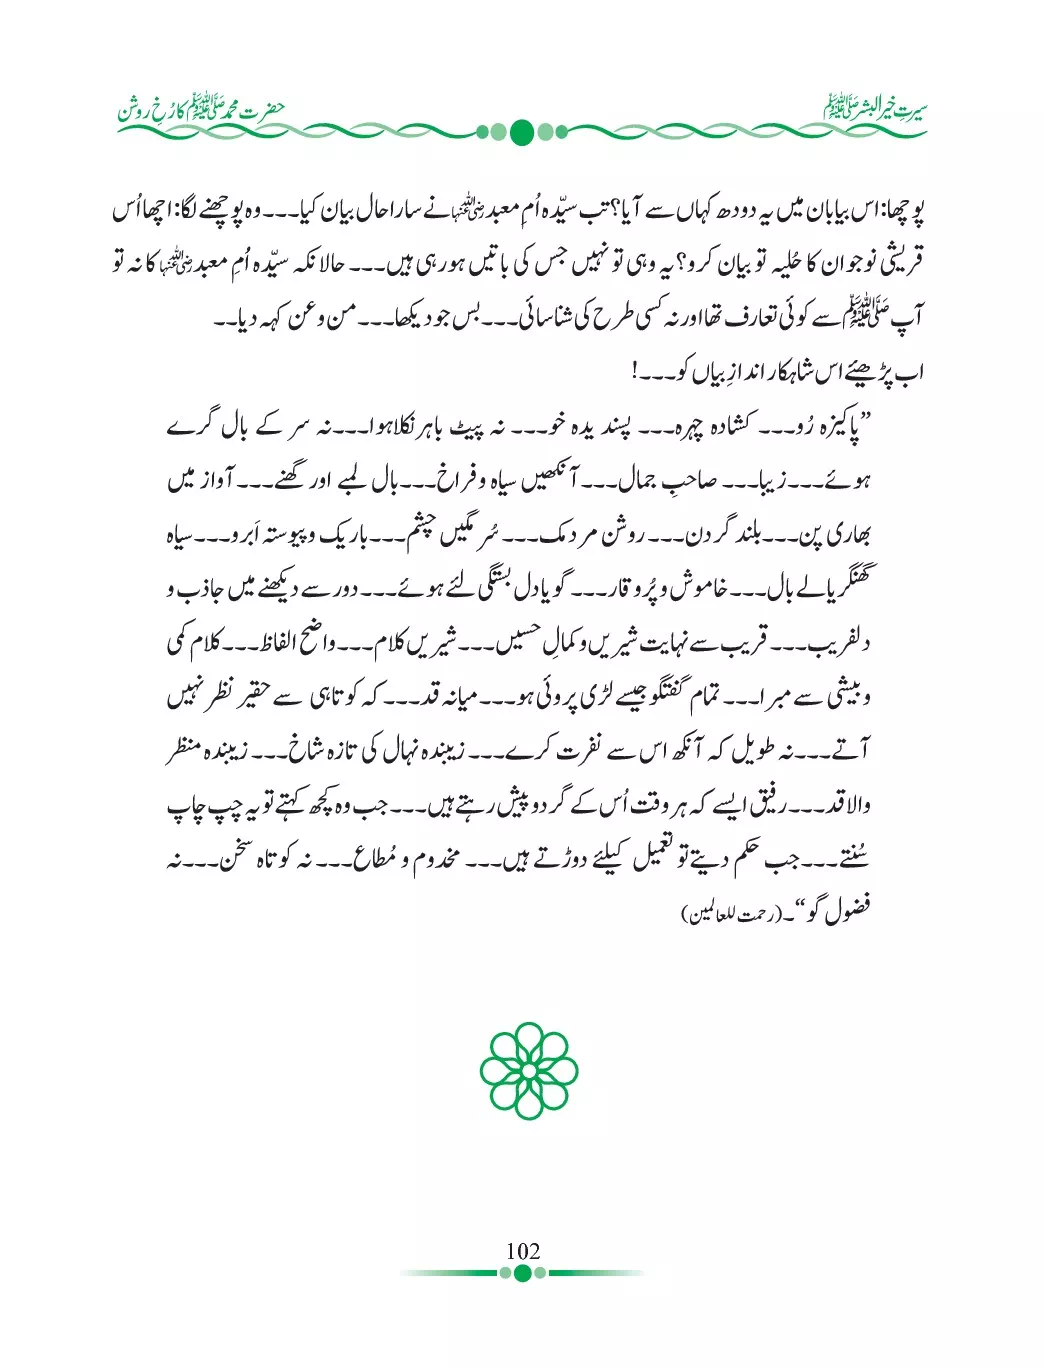 سیرتِ خیرالبشر ﷺ
حضرت محمد ﷺ کا رُخِ روشن
پوچھا: اس بیابان میں یہ دودھ کہاں سے آیا؟ تب سیّدہ اُمِ معبد رضی اللہ عنہا نے سارا حال بیان کیا۔۔۔ وہ پوچھنے لگا: اچھا اُس
قریشی نوجوان کا حُلیہ تو بیان کرو؟ یہ وہی تو نہیں جس کی باتیں ہو رہی ہیں۔۔۔ حالانکہ سیّدہ اُمِ معبد رضی اللہ عنہا کا نہ تو
آپ ﷺ سے کوئی تعارف تھا اور نہ کسی طرح کی شناسائی۔۔۔ بس جو دیکھا۔۔۔ من و عن کہہ دیا۔۔
اب پڑھیئے اس شاہکار اندازِ بیاں کو۔۔۔!
”پاکیزہ رُو۔۔۔ کشادہ چہرہ۔۔۔ پسندیدہ خو۔۔۔ نہ پیٹ باہر نکلا ہوا۔۔۔ نہ سر کے بال گرے
ہوئے۔۔۔ زیبا۔۔۔ صاحبِ جمال۔۔۔ آنکھیں سیاہ و فراخ۔۔۔ بال لمبے اور گھنے۔۔۔ آواز میں
بھاری پن۔۔۔ بلند گردن۔۔۔ روشن مردمک۔۔۔ سُرمگیں چشم۔۔۔ باریک و پیوستہ اَبرو۔۔۔ سیاہ
گھنگریالے بال۔۔۔ خاموش و پُروقار۔۔۔ گویا دل بستگی لئے ہوئے۔۔۔ دور سے دیکھنے میں جاذب و
دلفریب۔۔۔ قریب سے نہایت شیریں و کمالِ حسیں۔۔۔ شیریں کلام۔۔۔ واضح الفاظ۔۔۔ کلام کمی
و بیشی سے مبرا۔۔۔ تمام گفتگو جیسے لڑی پروئی ہو۔۔۔ میانہ قد۔۔۔ کہ کوتاہی سے حقیر نظر نہیں
آتے۔۔۔ نہ طویل کہ آنکھ اس سے نفرت کرے۔۔۔ زیبندہ نہال کی تازہ شاخ۔۔۔ زیبندہ منظر
والا قد۔۔۔ رفیق ایسے کہ ہر وقت اُس کے گرد و پیش رہتے ہیں۔۔۔ جب وہ کچھ کہتے تو یہ چپ چاپ
سُنتے۔۔۔ جب حکم دیتے تو تعمیل کیلئے دوڑتے ہیں۔۔۔ مخدوم و مُطاع۔۔۔ نہ کوتاہ سخن۔۔۔ نہ
فضول گو“۔ (رحمت للعالمین)
102